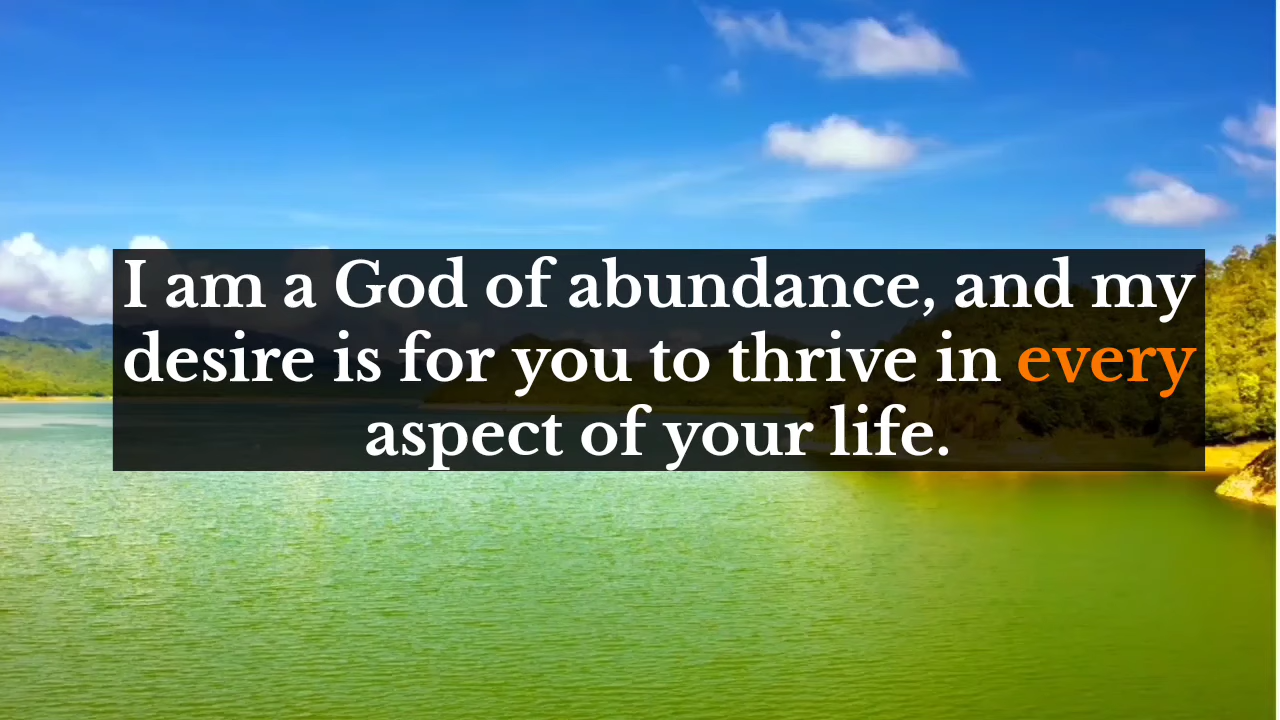 I am a God of abundance, and my
desire is for you to thrive in every
aspect of your life.